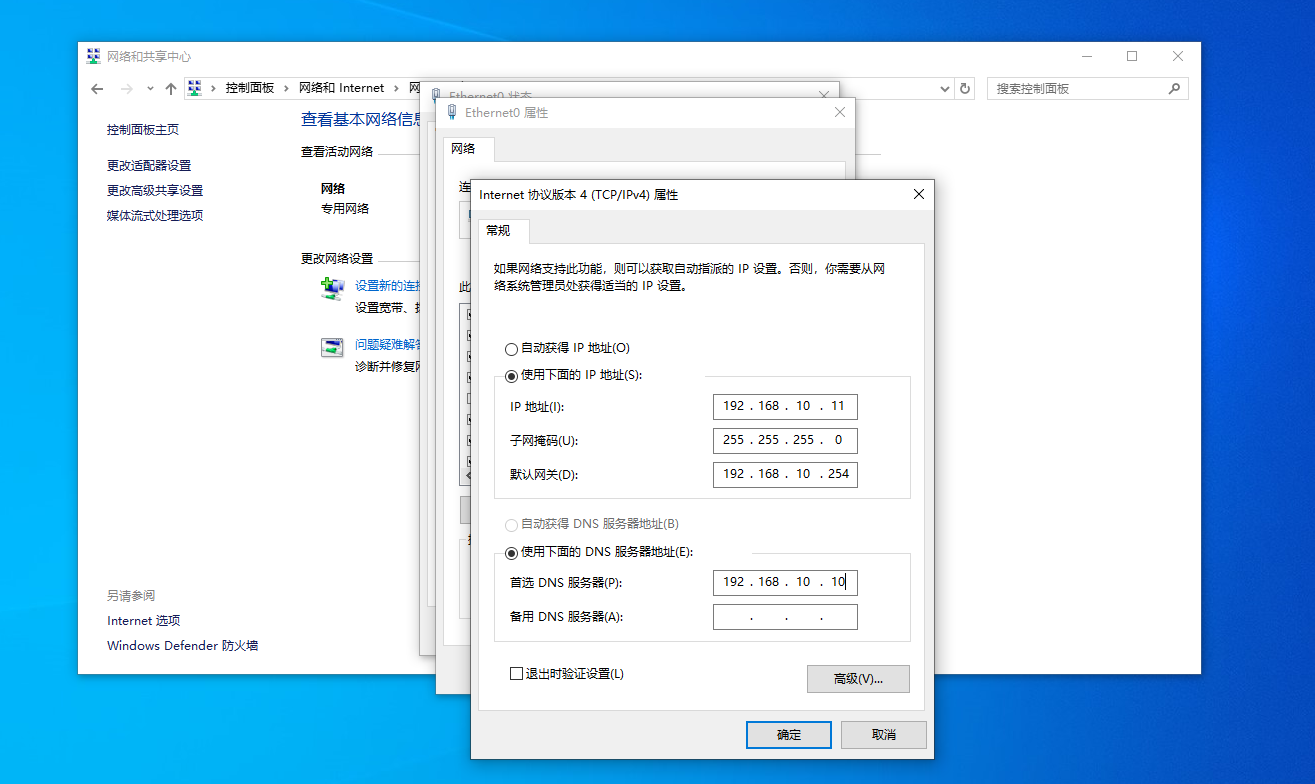 网络和共享中心
控制面板 网络和 Internet
搜索控制面板
控制面板主页
更改适配器设置
更改高级共享设置
媒体流式处理选项
查看基本网络信息
查看活动网络
网络
专用网络
更改网络设置
设置新的连接
设置宽带、
问题疑难解答
诊断并修复网
另请参阅
Internet 选项
Windows Defender 防火墙
Ethernet0 状态
Ethernet0 属性
网络
连
此
Internet 协议版本 4 (TCP/IPv4) 属性
常规
如果网络支持此功能，则可以获取自动指派的 IP 设置。否则，你需要从网
络系统管理员处获得适当的 IP 设置。
自动获得 IP 地址(O)
使用下面的 IP 地址(S):
IP 地址(I): 192 . 168 . 10 . 11
子网掩码(U): 255 . 255 . 255 . 0
默认网关(D): 192 . 168 . 10 . 254
自动获得 DNS 服务器地址(B)
使用下面的 DNS 服务器地址(E):
首选 DNS 服务器(P): 192 . 168 . 10 . 10
备用 DNS 服务器(A): . . .
退出时验证设置(L)
高级(V)...
确定 取消